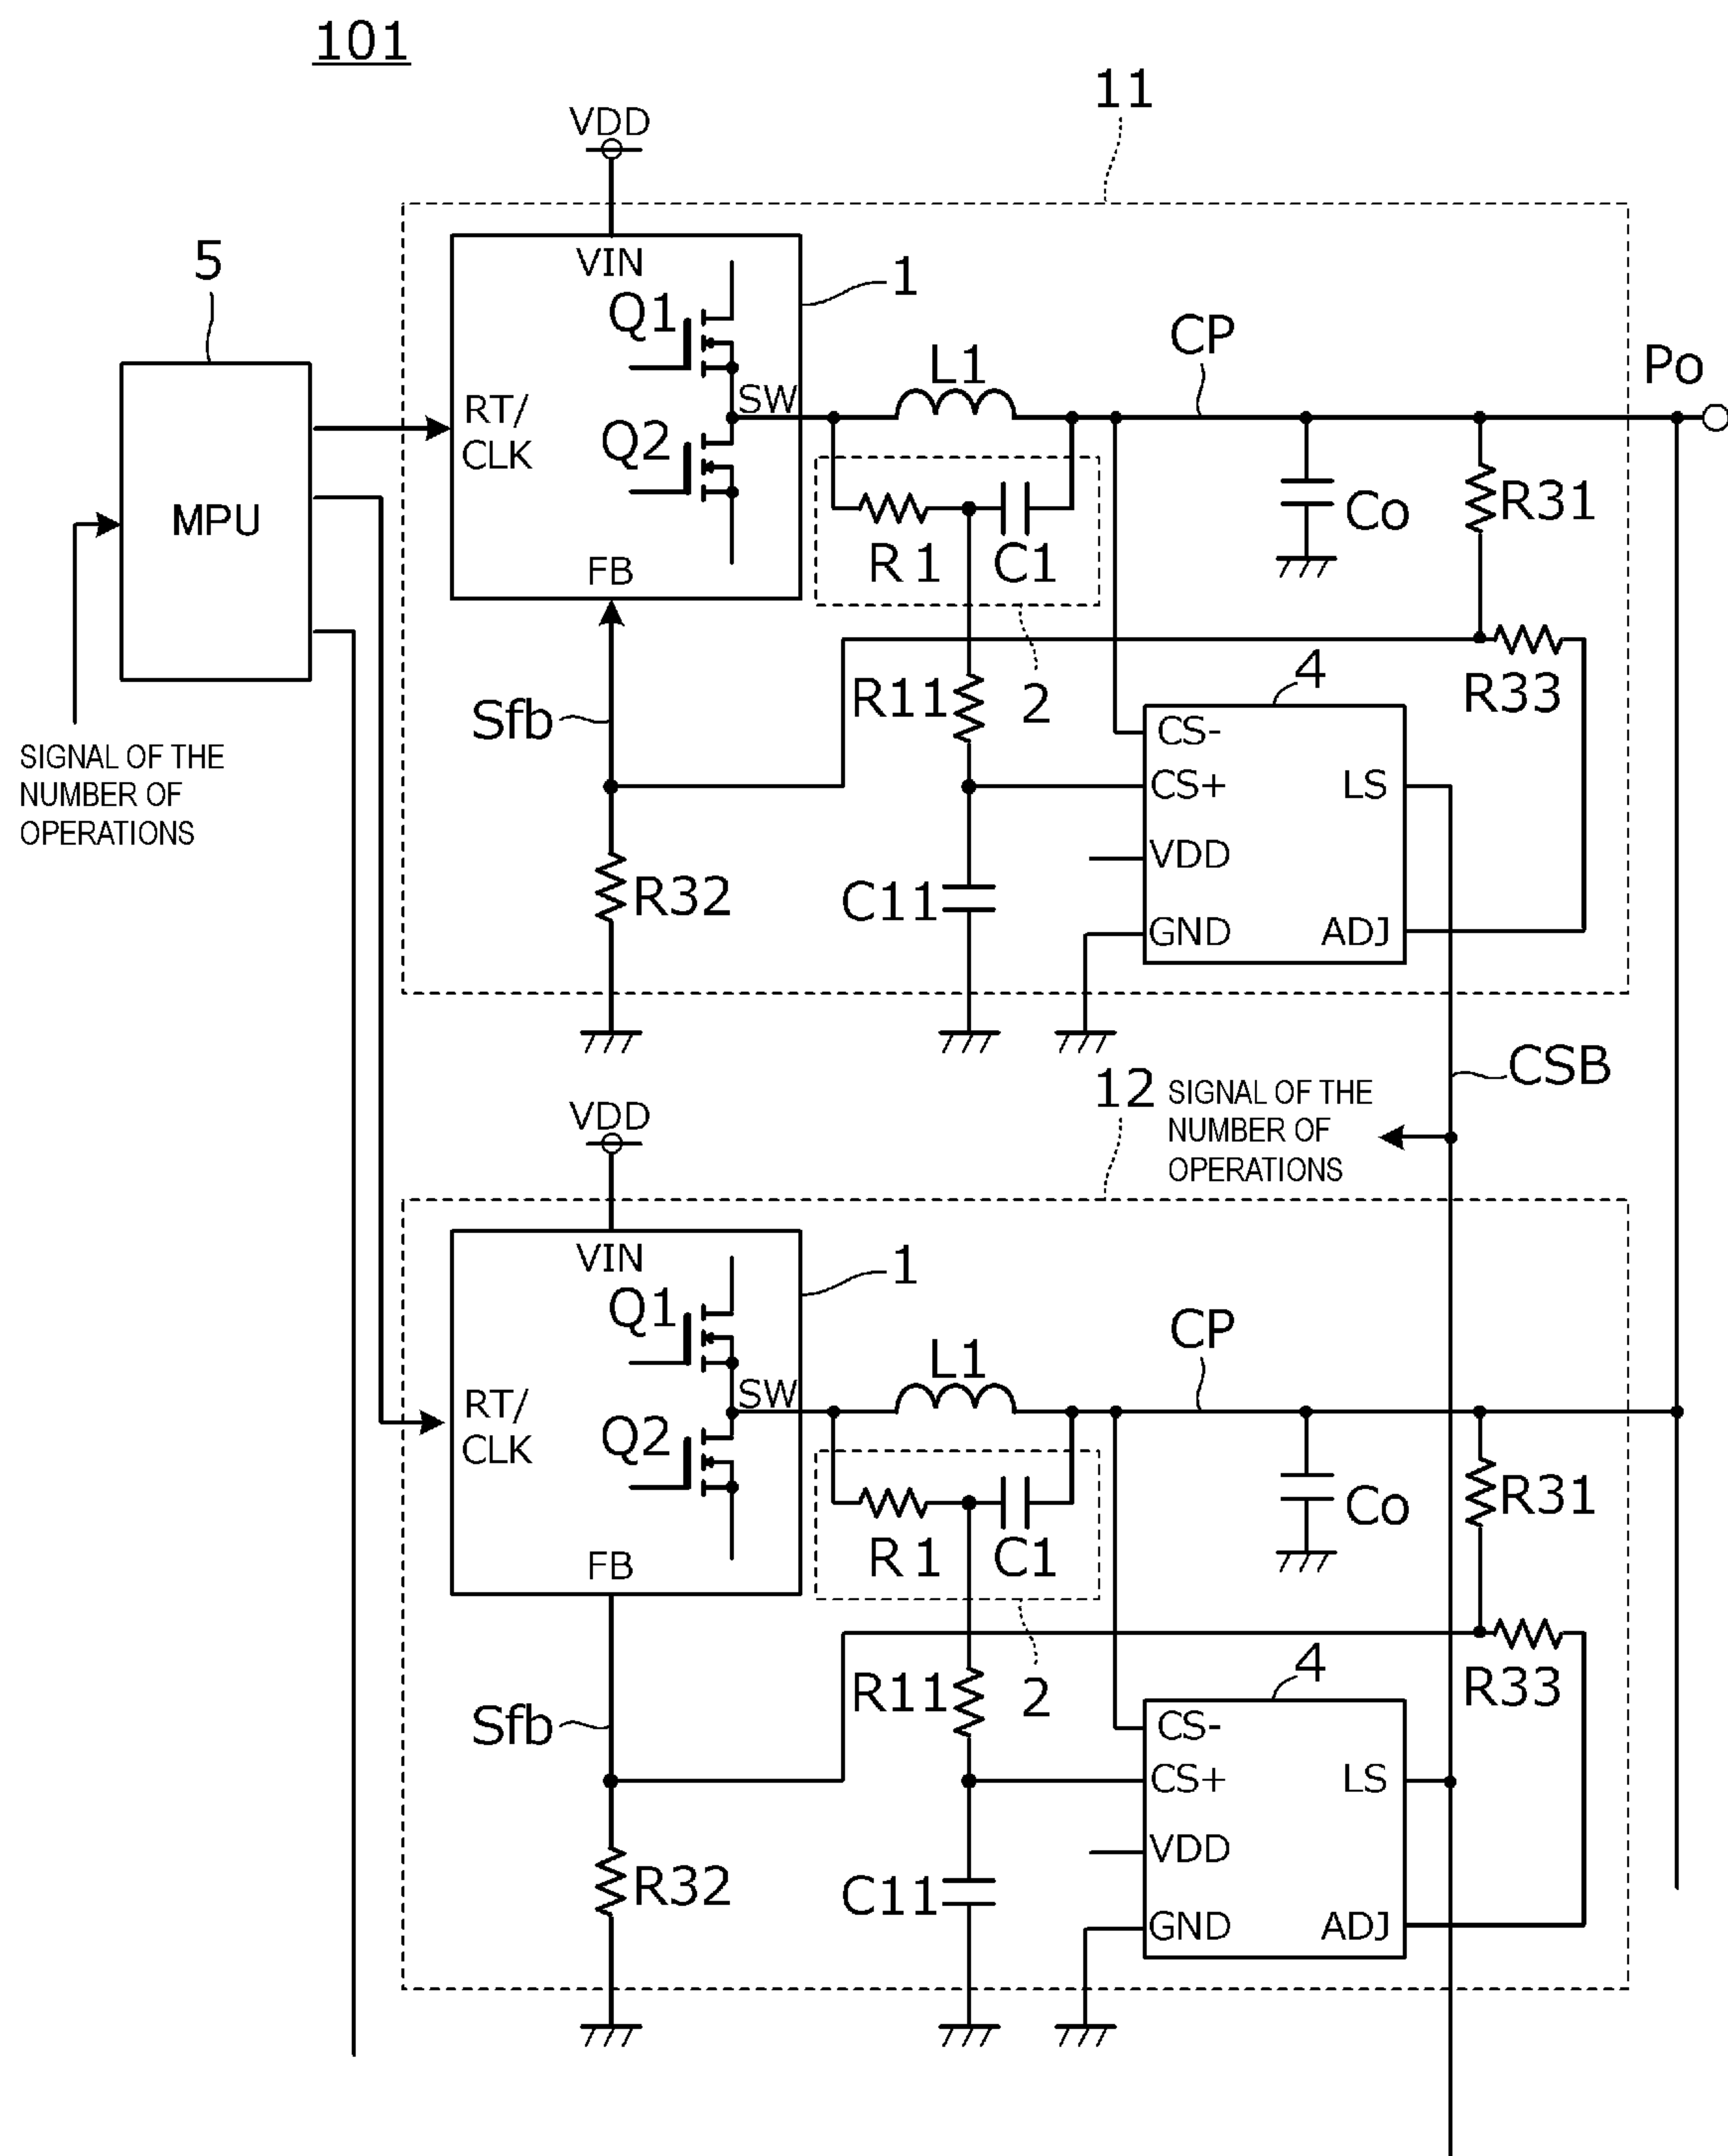 101
11
VDD
5
VIN
1
Q1
CP
Po
L1
SW
RT/
CLK
Q2
MPU
R31
Co
R1
C1
FB
4
R11
2
R33
Sfb
CS-
SIGNAL OF THE
NUMBER OF
OPERATIONS
CS+
LS
VDD
R32
C11
GND
ADJ
CSB
12
SIGNAL OF THE
NUMBER OF
OPERATIONS
VDD
VIN
1
Q1
CP
L1
SW
RT/
CLK
Q2
R31
Co
R1
C1
FB
4
R11
2
R33
Sfb
CS-
CS+
LS
VDD
R32
C11
GND
ADJ